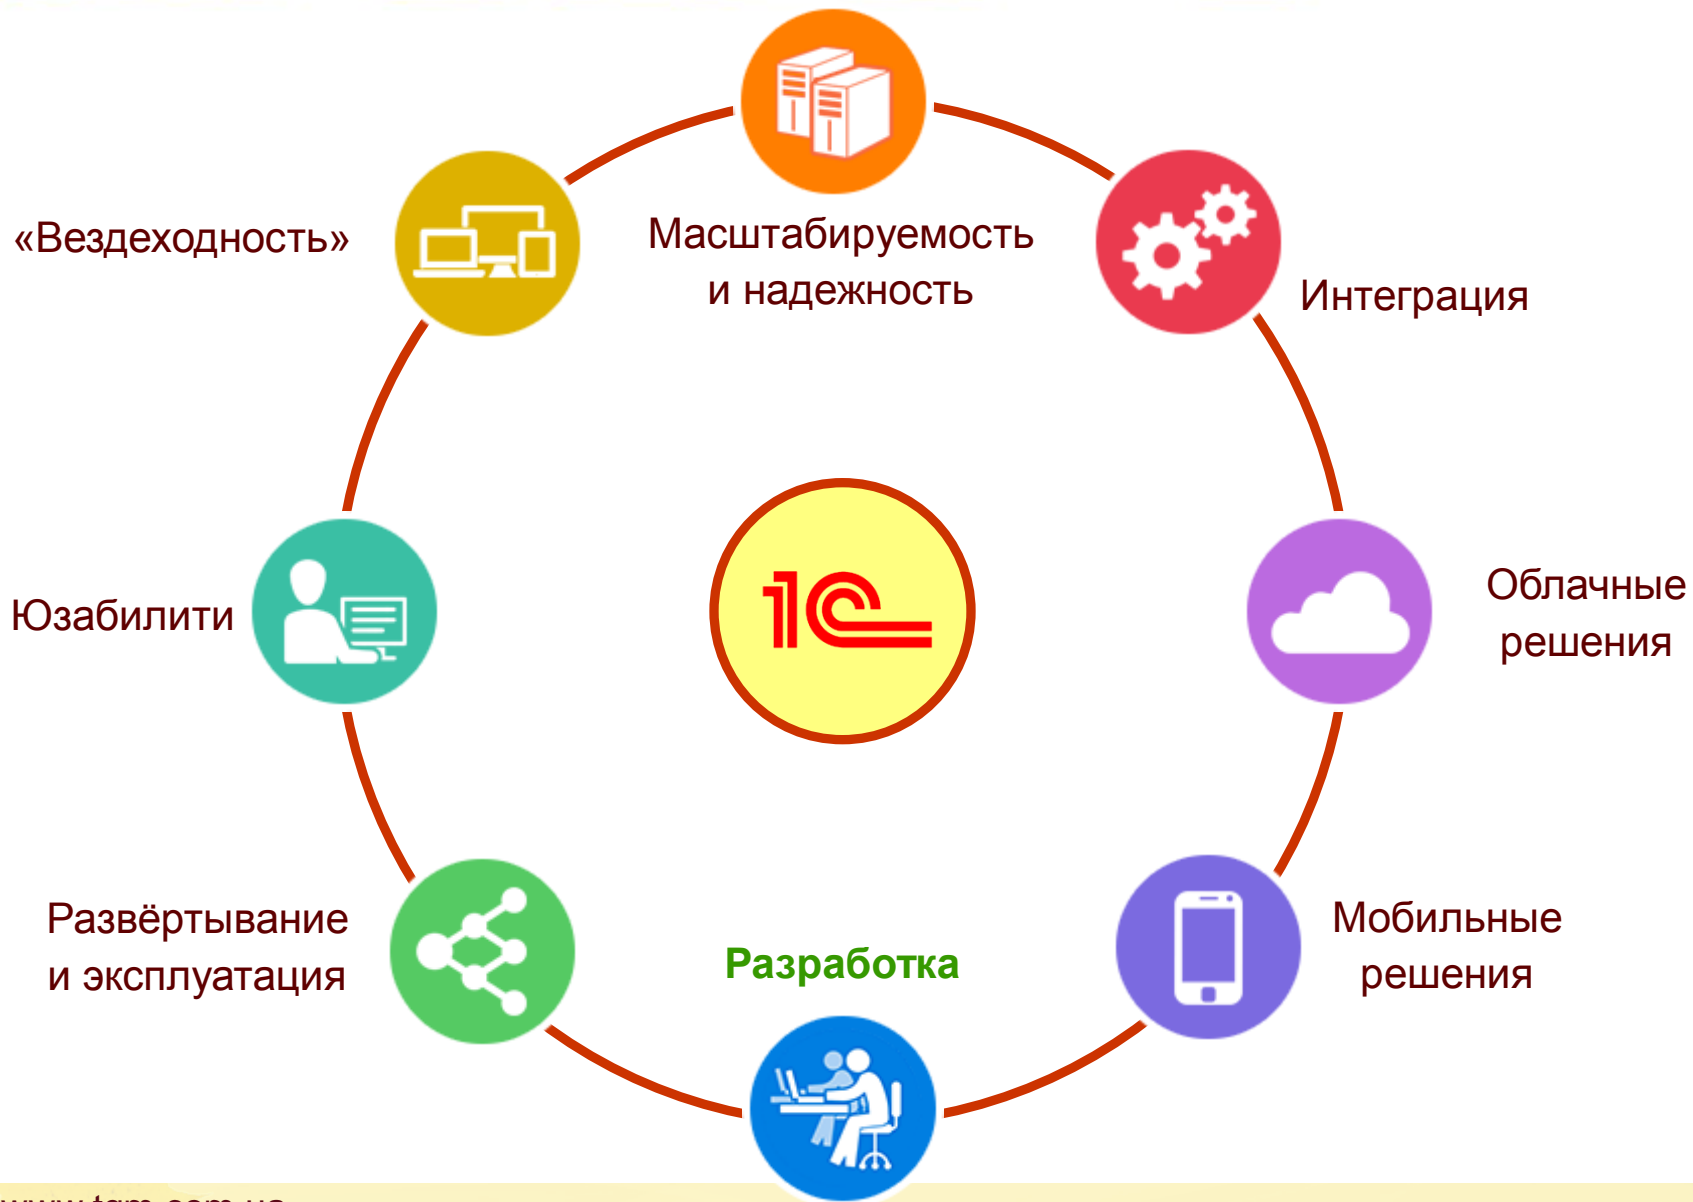 Масштабируемость
и надежность
«Вездеходность»
Интеграция
1С
Юзабилити
Облачные
решения
Развёртывание
и эксплуатация
Разработка
Мобильные
решения